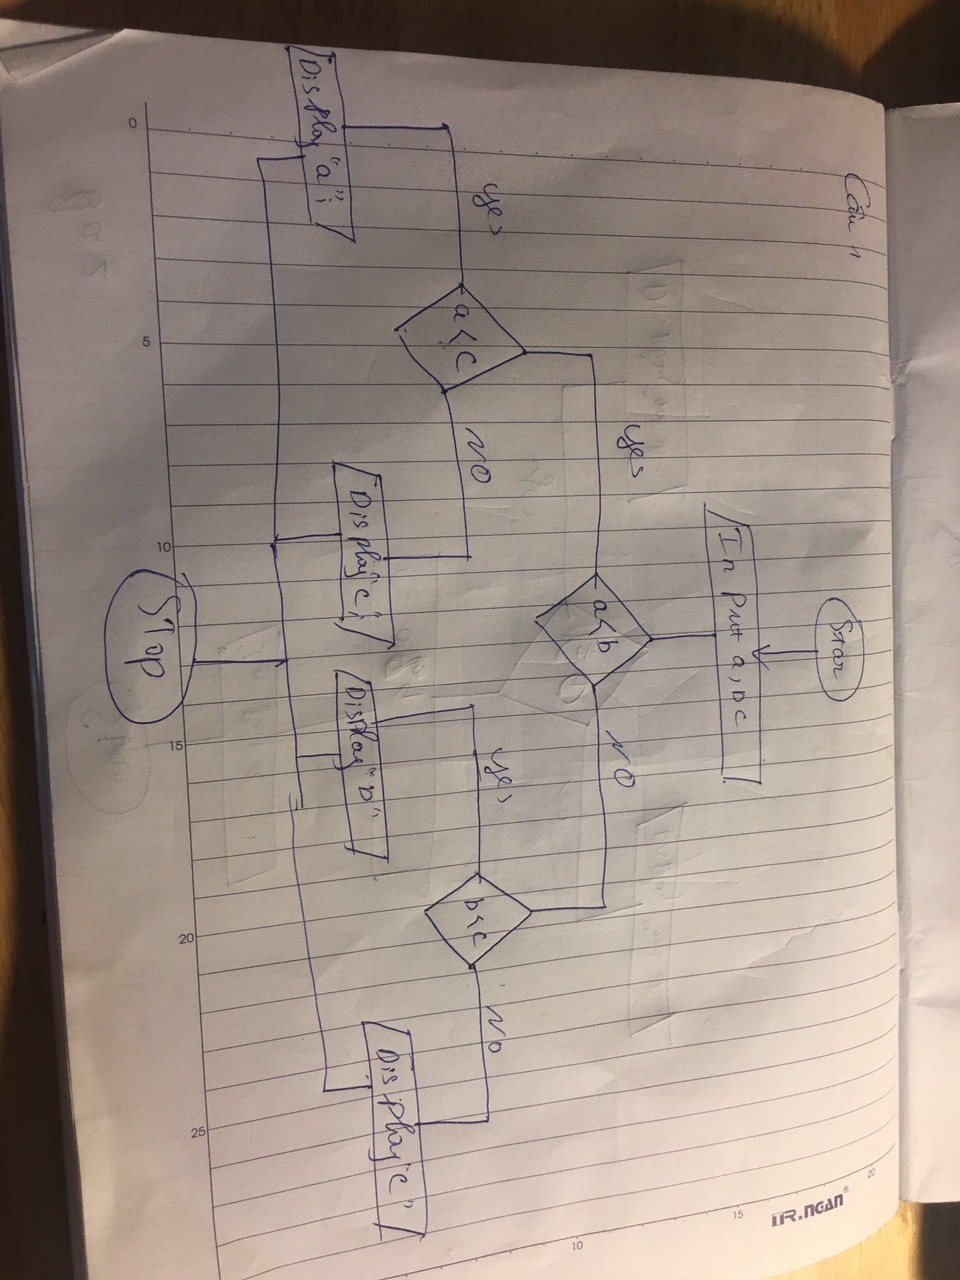 Câu 1
Star
Input a, b c
a<b
yes
NO
a<c
b<c
yes
NO
yes
NO
Display "a";
Display "c";
Display "b"
Display "c"
STop
0
5
10
15
20
25
10
15
20
TR.NGAN®